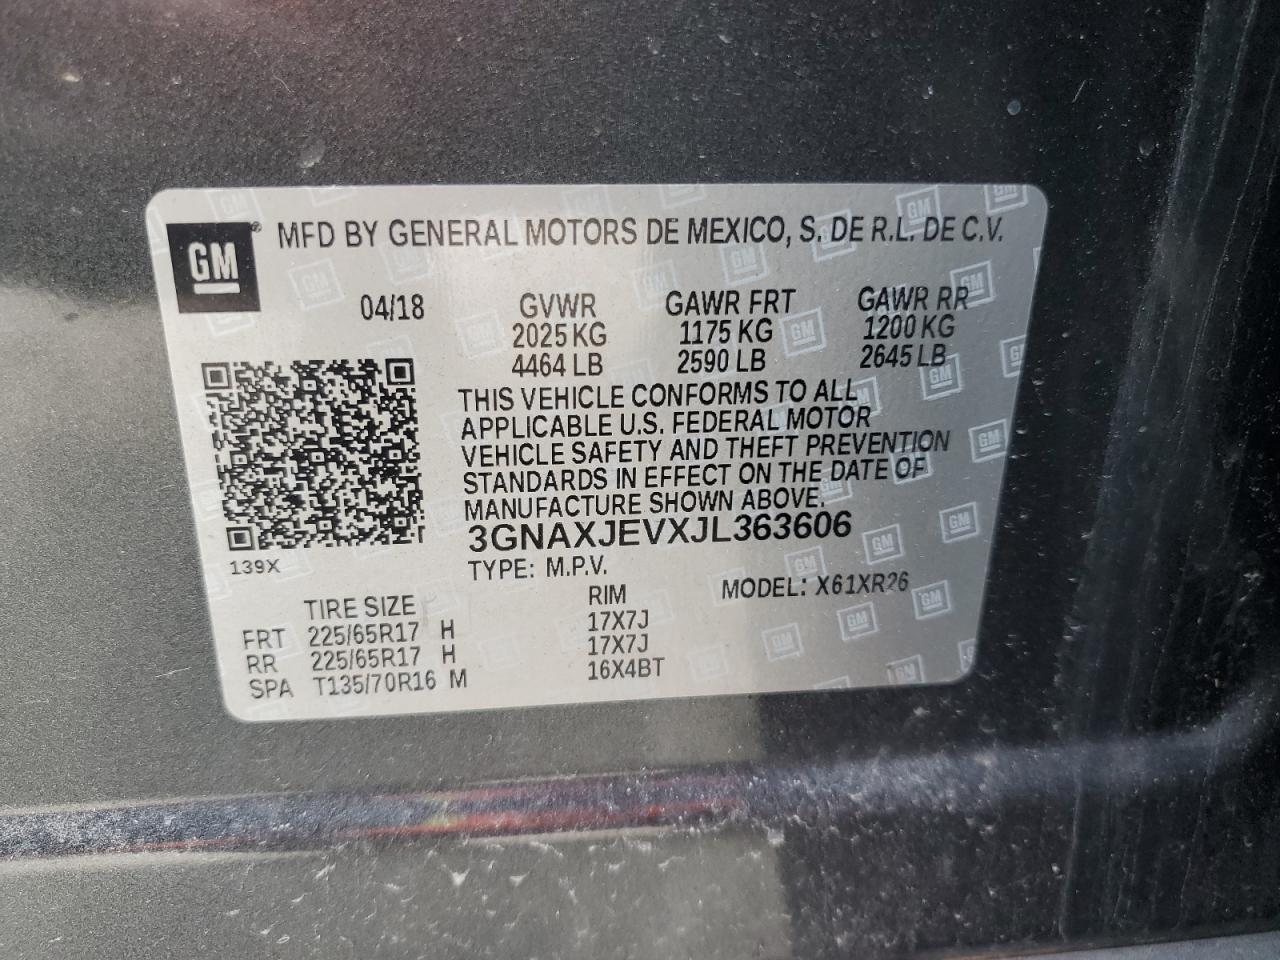 GM® MFD BY GENERAL MOTORS DE MEXICO, S. DE R.L. DE C.V.
04/18 GVWR GAWR FRT GAWR RR
2025 KG 1175 KG 1200 KG
4464 LB 2590 LB 2645 LB
THIS VEHICLE CONFORMS TO ALL
APPLICABLE U.S. FEDERAL MOTOR
VEHICLE SAFETY AND THEFT PREVENTION
STANDARDS IN EFFECT ON THE DATE OF
MANUFACTURE SHOWN ABOVE.
3GNAXJEVXJL363606
139X TYPE: M.P.V. MODEL: X61XR26
TIRE SIZE RIM
FRT 225/65R17 H 17X7J
RR 225/65R17 H 17X7J
SPA T135/70R16 M 16X4BT